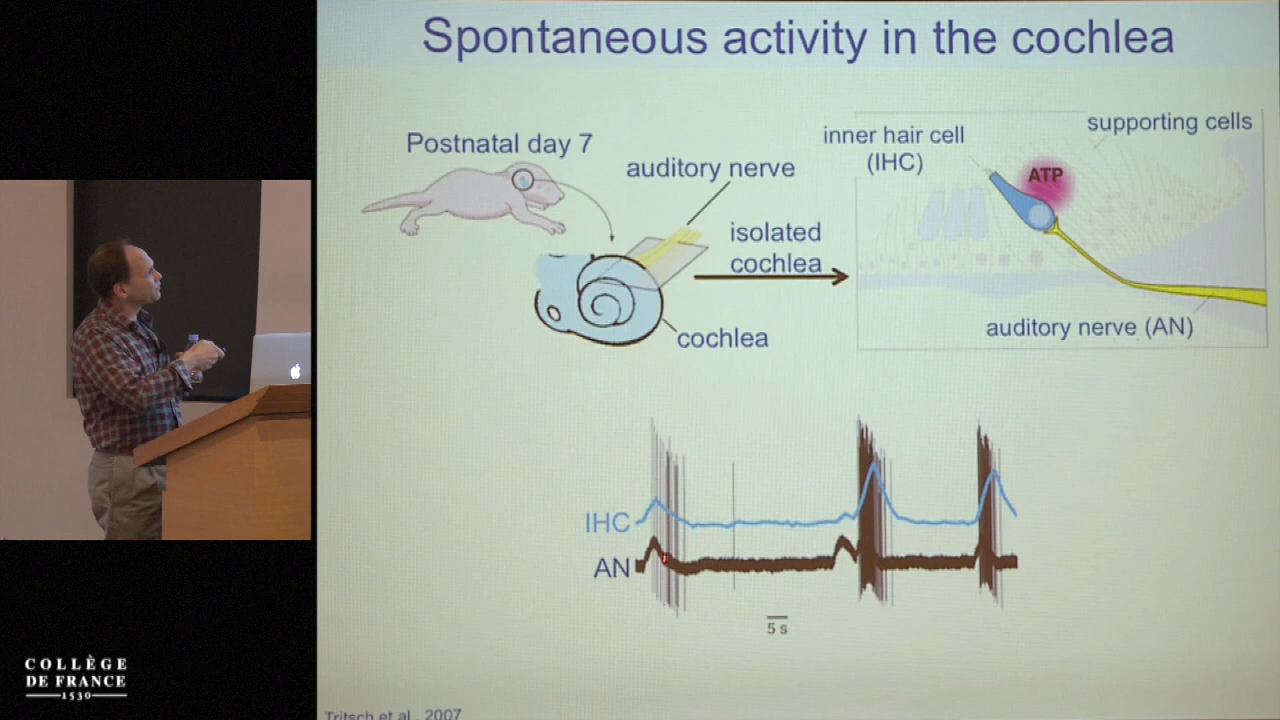 Spontaneous activity in the cochlea
Postnatal day 7
auditory nerve
isolated
cochlea
cochlea
inner hair cell
(IHC)
supporting cells
ATP
auditory nerve (AN)
IHC
AN
5 s
Tritsch et al., 2007
COLLÈGE
DE FRANCE
1530